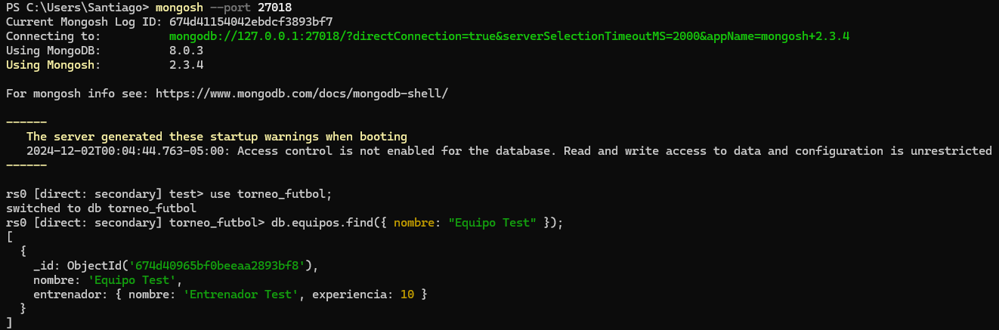 PS C:\Users\Santiago> mongosh --port 27018
Current Mongosh Log ID: 674d41154042ebdcf3893bf7
Connecting to:          mongodb://127.0.0.1:27018/?directConnection=true&serverSelectionTimeoutMS=2000&appName=mongosh+2.3.4
Using MongoDB:          8.0.3
Using Mongosh:          2.3.4
For mongosh info see: https://www.mongodb.com/docs/mongodb-shell/
------
   The server generated these startup warnings when booting
   2024-12-02T00:04:44.763-05:00: Access control is not enabled for the database. Read and write access to data and configuration is unrestricted
------
rs0 [direct: secondary] test> use torneo_futbol;
switched to db torneo_futbol
rs0 [direct: secondary] torneo_futbol> db.equipos.find({ nombre: "Equipo Test" });
[
  {
    _id: ObjectId('674d40965bf0beeaa2893bf8'),
    nombre: 'Equipo Test',
    entrenador: { nombre: 'Entrenador Test', experiencia: 10 }
  }
]